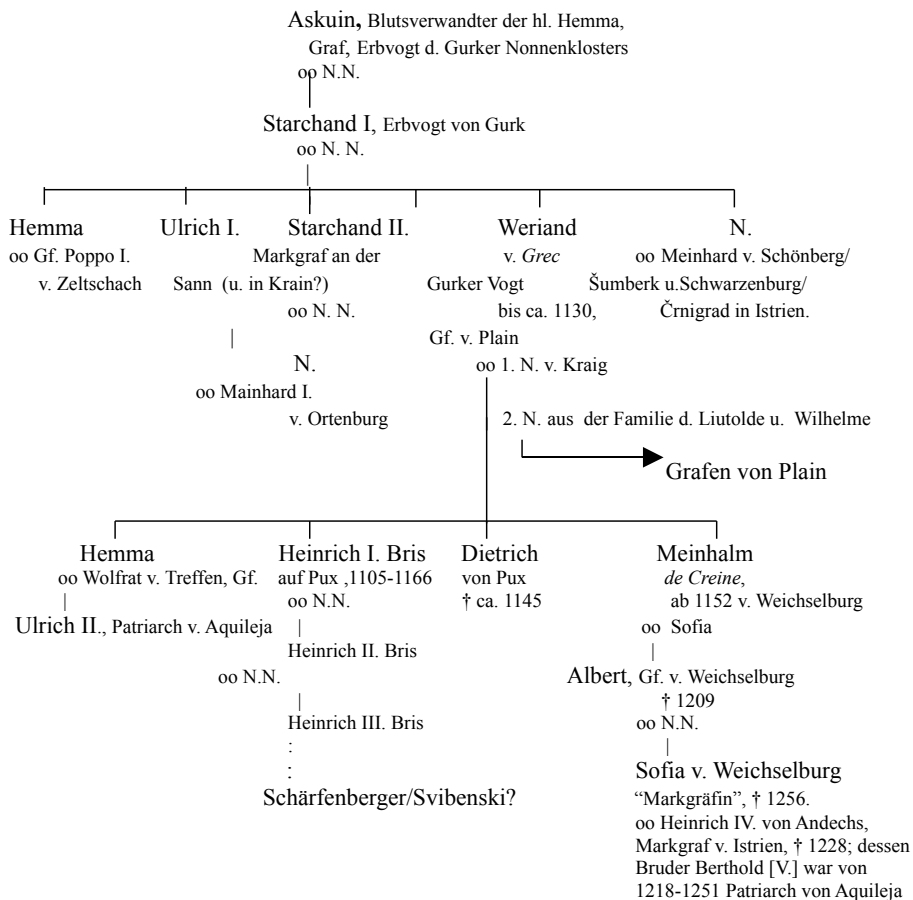 Askuin, Blutsverwandter der hl. Hemma,
Graf, Erbvogt d. Gurker Nonnenklosters
oo N.N.
Starchand I, Erbvogt von Gurk
oo N. N.
|
Hemma Ulrich I. Starchand II. Weriand N.
oo Gf. Poppo I. Markgraf an der v. Grec oo Meinhard v. Schönberg/
v. Zeltschach Sann (u. in Krain?) Gurker Vogt Šumberk u.Schwarzenburg/
oo N. N. bis ca. 1130, Črnigrad in Istrien.
| Gf. v. Plain
N. oo 1. N. v. Kraig
oo Mainhard I.
v. Ortenburg 2. N. aus der Familie d. Liutolde u. Wilhelme
Grafen von Plain
Hemma Heinrich I. Bris Dietrich Meinhalm
oo Wolfrat v. Treffen, Gf. auf Pux ,1105-1166 von Pux de Creine,
| oo N.N. † ca. 1145 ab 1152 v. Weichselburg
Ulrich II., Patriarch v. Aquileja | oo Sofia
Heinrich II. Bris |
oo N.N. Albert, Gf. v. Weichselburg
| † 1209
Heinrich III. Bris oo N.N.
: |
: Sofia v. Weichselburg
Schärfenberger/Svibenski? “Markgräfin”, † 1256.
oo Heinrich IV. von Andechs,
Markgraf v. Istrien, † 1228; dessen
Bruder Berthold [V.] war von
1218-1251 Patriarch von Aquileja